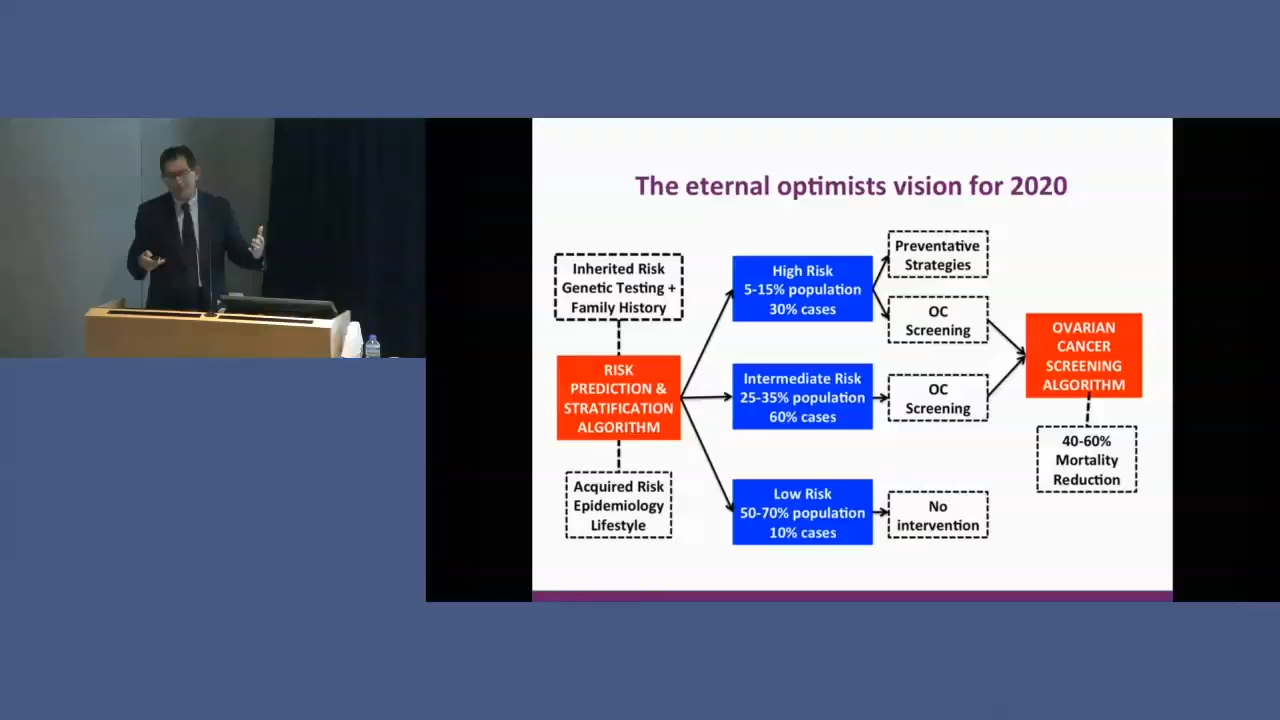 The eternal optimists vision for 2020
Inherited Risk
Genetic Testing +
Family History
RISK
PREDICTION &
STRATIFICATION
ALGORITHM
Acquired Risk
Epidemiology
Lifestyle
High Risk
5-15% population
30% cases
Intermediate Risk
25-35% population
60% cases
Low Risk
50-70% population
10% cases
Preventative
Strategies
OC
Screening
OC
Screening
No
intervention
OVARIAN
CANCER
SCREENING
ALGORITHM
40-60%
Mortality
Reduction